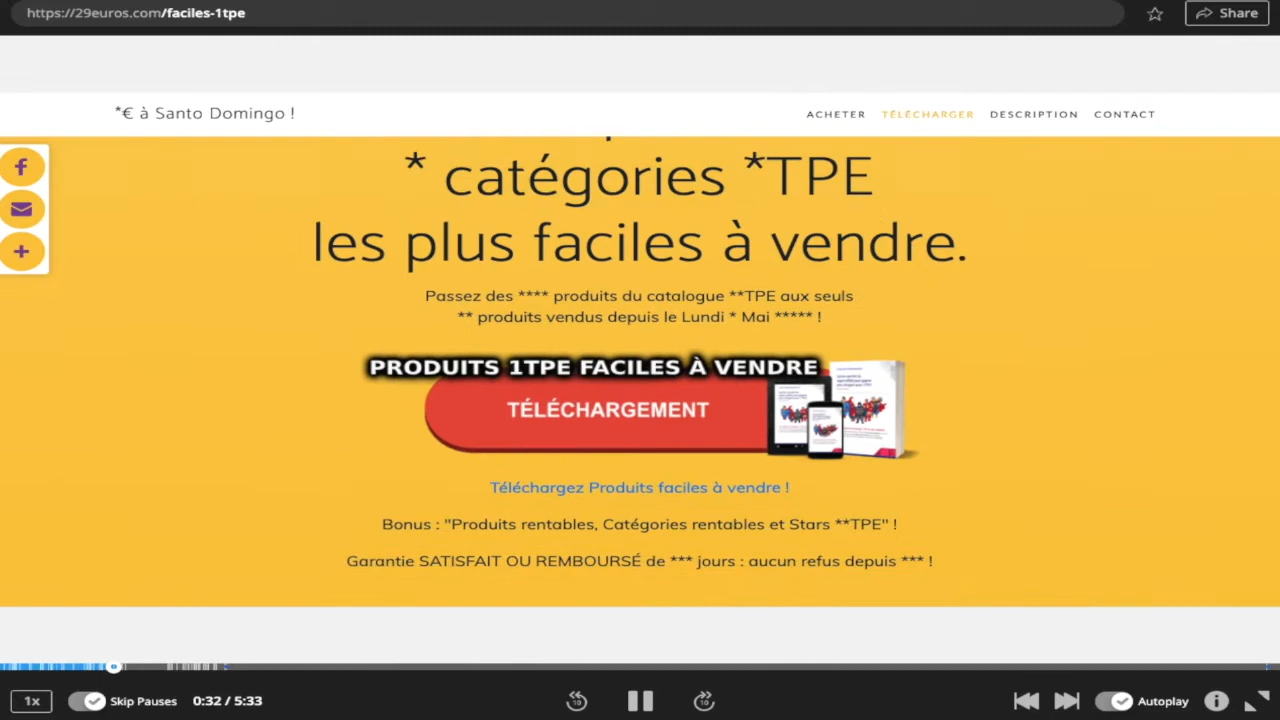 https://29euros.com/faciles-1tpe
Share
*€ à Santo Domingo !
ACHETER TÉLÉCHARGER DESCRIPTION CONTACT
* catégories *TPE
les plus faciles à vendre.
Passez des **** produits du catalogue **TPE aux seuls
** produits vendus depuis le Lundi * Mai ***** !
PRODUITS 1TPE FACILES À VENDRE
TÉLÉCHARGEMENT
Téléchargez Produits faciles à vendre !
Bonus : "Produits rentables, Catégories rentables et Stars **TPE" !
Garantie SATISFAIT OU REMBOURSÉ de *** jours : aucun refus depuis *** !
1x Skip Pauses 0:32 / 5:33 10 10 Autoplay